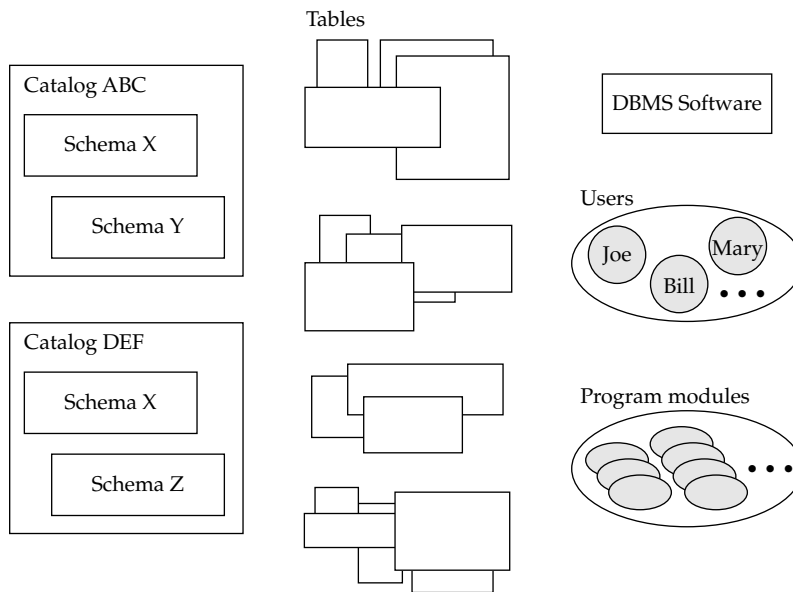 Tables
Catalog ABC
Schema X
Schema Y
DBMS Software
Users
Joe
Mary
Bill
• • •
Catalog DEF
Schema X
Schema Z
Program modules
• • •